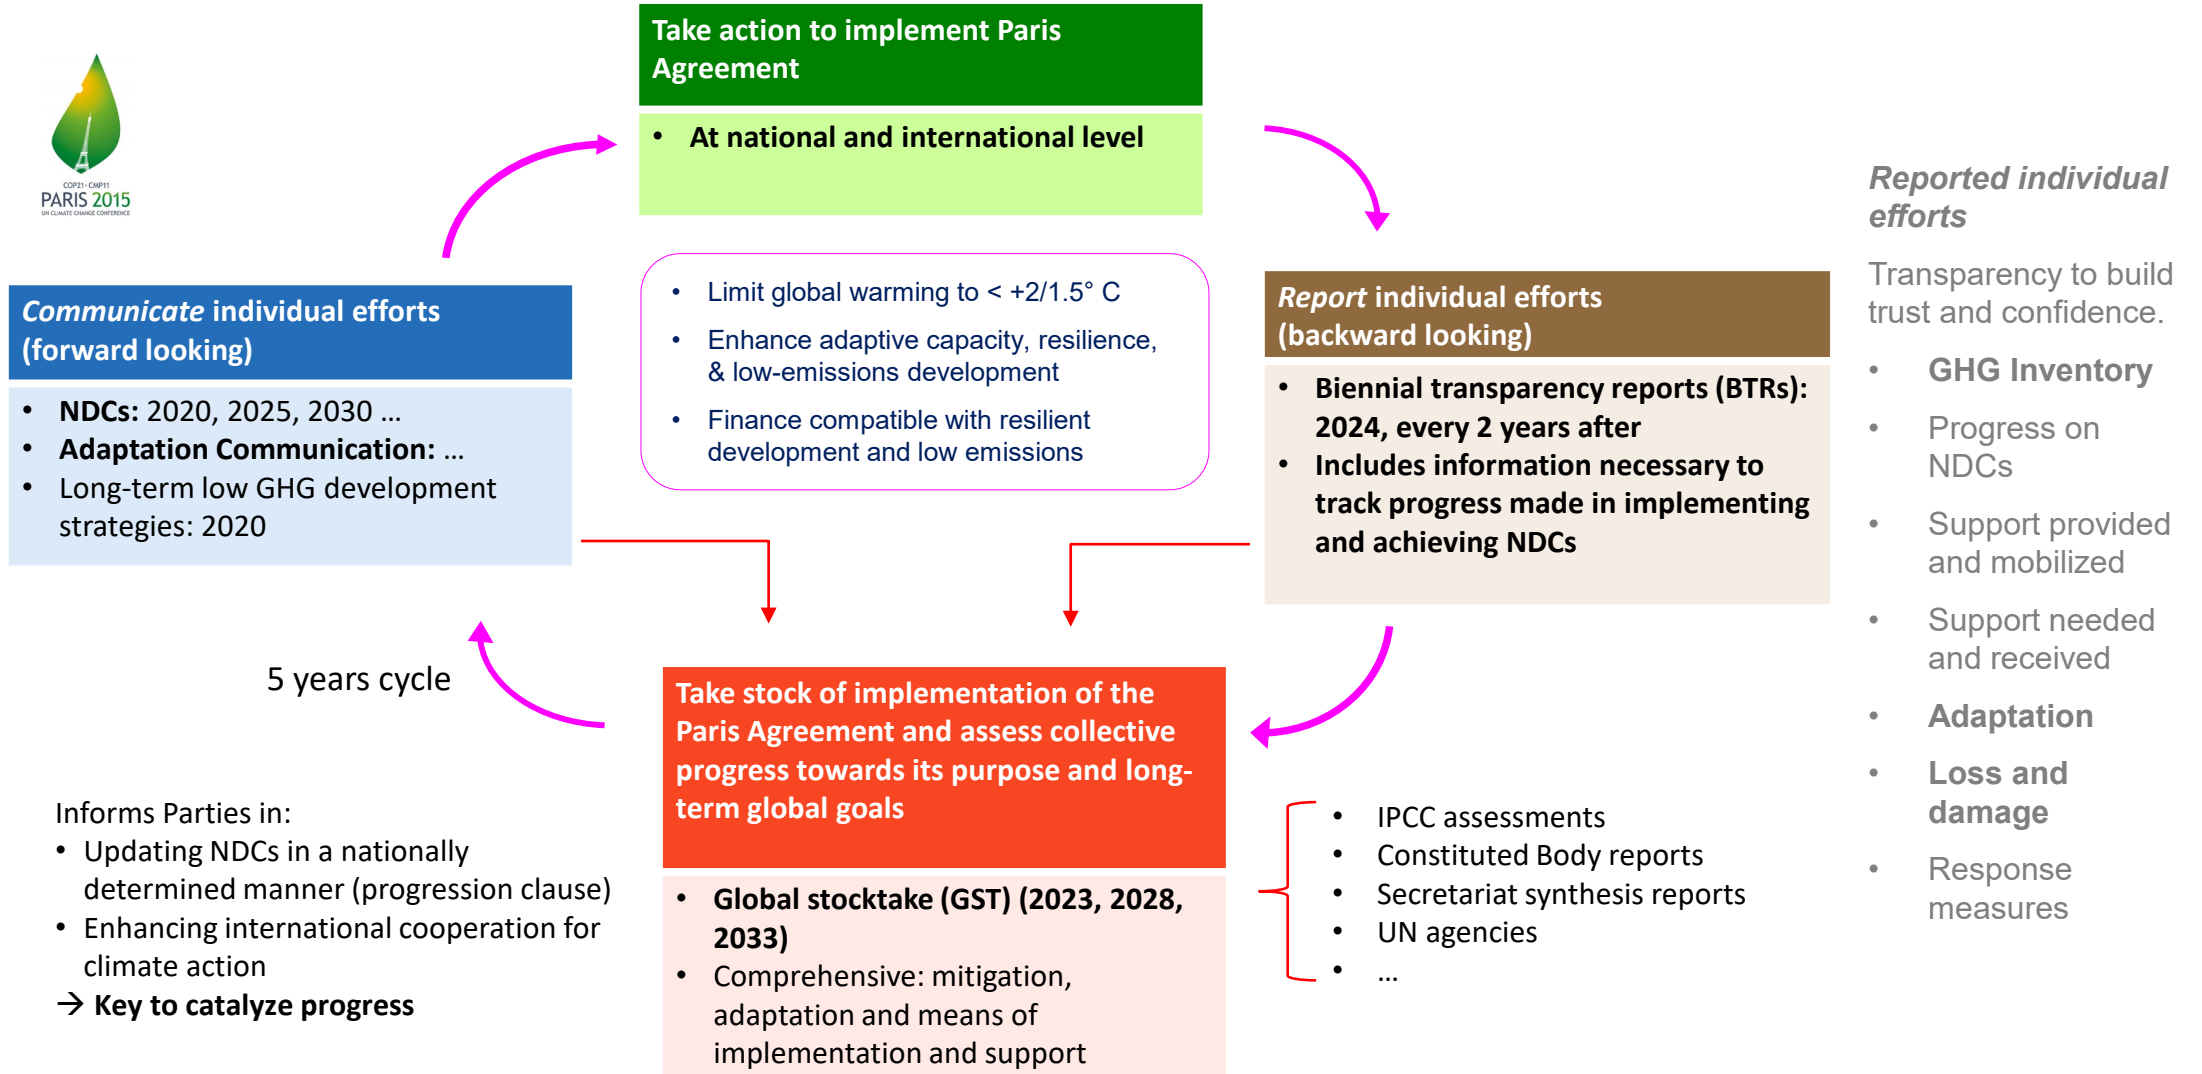 Take action to implement Paris
Agreement
• At national and international level
COP21 · CMP11
PARIS 2015
UN CLIMATE CHANGE CONFERENCE
Communicate individual efforts
(forward looking)
• NDCs: 2020, 2025, 2030 ...
• Adaptation Communication: ...
• Long-term low GHG development
strategies: 2020
• Limit global warming to < +2/1.5° C
• Enhance adaptive capacity, resilience,
& low-emissions development
• Finance compatible with resilient
development and low emissions
Report individual efforts
(backward looking)
• Biennial transparency reports (BTRs):
2024, every 2 years after
• Includes information necessary to
track progress made in implementing
and achieving NDCs
Reported individual
efforts
Transparency to build
trust and confidence.
• GHG Inventory
• Progress on
NDCs
• Support provided
and mobilized
• Support needed
and received
• Adaptation
• Loss and
damage
• Response
measures
5 years cycle
Take stock of implementation of the
Paris Agreement and assess collective
progress towards its purpose and long-
term global goals
• Global stocktake (GST) (2023, 2028,
2033)
• Comprehensive: mitigation,
adaptation and means of
implementation and support
Informs Parties in:
• Updating NDCs in a nationally
determined manner (progression clause)
• Enhancing international cooperation for
climate action
→ Key to catalyze progress
• IPCC assessments
• Constituted Body reports
• Secretariat synthesis reports
• UN agencies
• ...